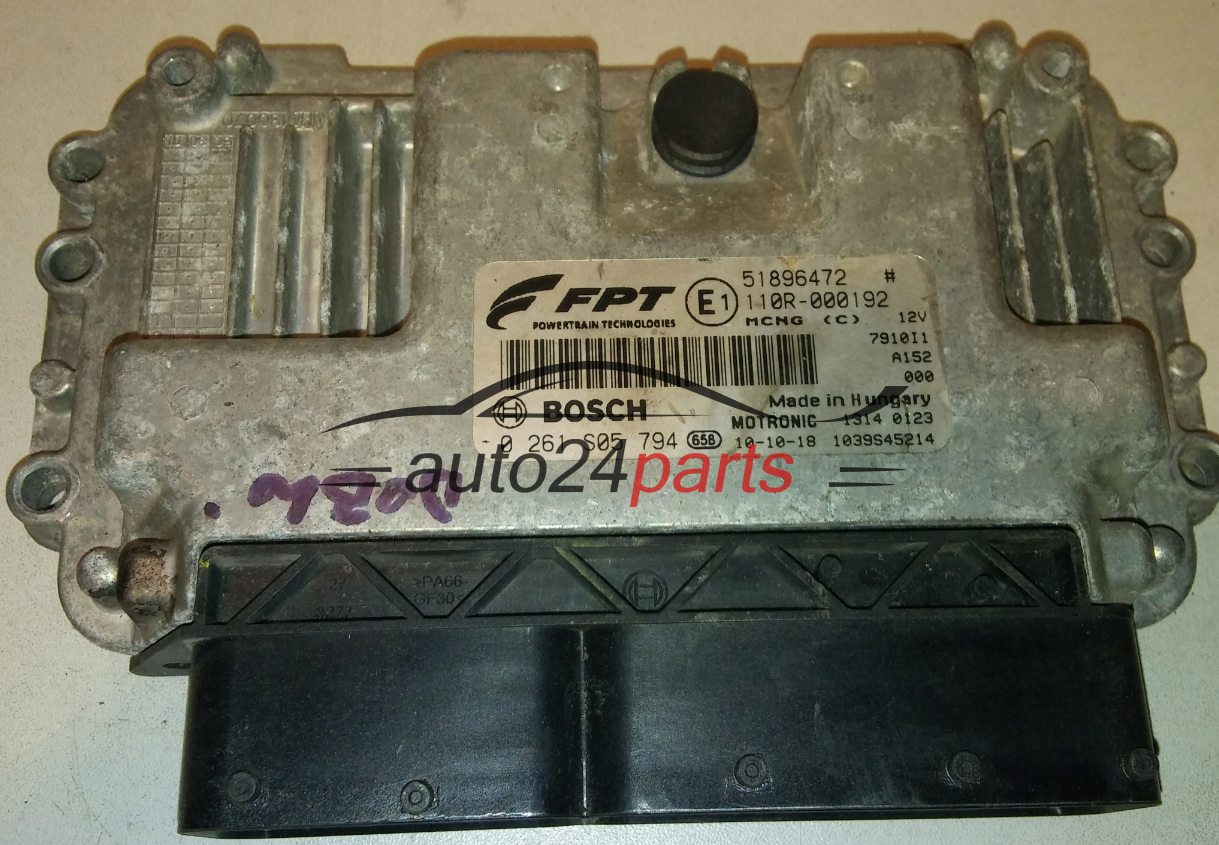 FPT
POWERTRAIN TECHNOLOGIES
E1
51896472 #
110R-000192
MCNG (C) 12V
7910I1
A152
000
BOSCH
Made in Hungary
MOTRONIC 1314 0123
0 261 S05 794 658 10-10-18 1039S45214
auto24parts
>PA66-
GF30<